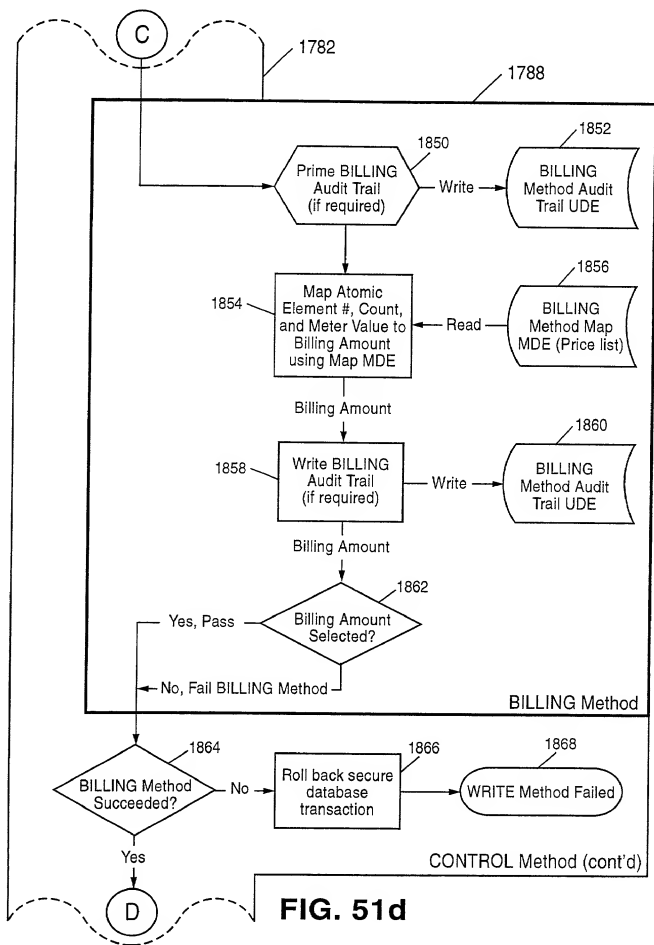 C
1782
1788
1850
Prime BILLING
Audit Trail
(if required)
Write
1852
BILLING
Method Audit
Trail UDE
1854
Map Atomic
Element #, Count,
and Meter Value to
Billing Amount
using Map MDE
Read
1856
BILLING
Method Map
MDE (Price list)
Billing Amount
1858
Write BILLING
Audit Trail
(if required)
Write
1860
BILLING
Method Audit
Trail UDE
Billing Amount
1862
Billing Amount
Selected?
Yes, Pass
No, Fail BILLING Method
BILLING Method
1864
BILLING Method
Succeeded?
No
1866
Roll back secure
database
transaction
1868
WRITE Method Failed
Yes
CONTROL Method (cont'd)
D
FIG. 51d